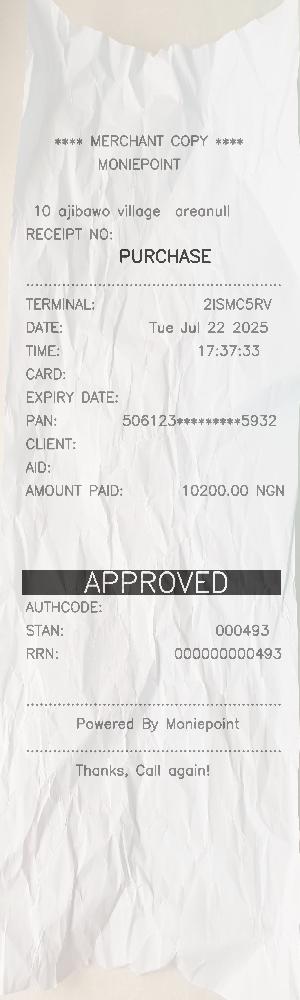 **** MERCHANT COPY ****
MONIEPOINT
10 ajibawo village areanull
RECEIPT NO:
PURCHASE
TERMINAL: 2ISMC5RV
DATE: Tue Jul 22 2025
TIME: 17:37:33
CARD:
EXPIRY DATE:
PAN: 506123*********5932
CLIENT:
AID:
AMOUNT PAID: 10200.00 NGN
APPROVED
AUTHCODE:
STAN: 000493
RRN: 000000000493
Powered By Moniepoint
Thanks, Call again!